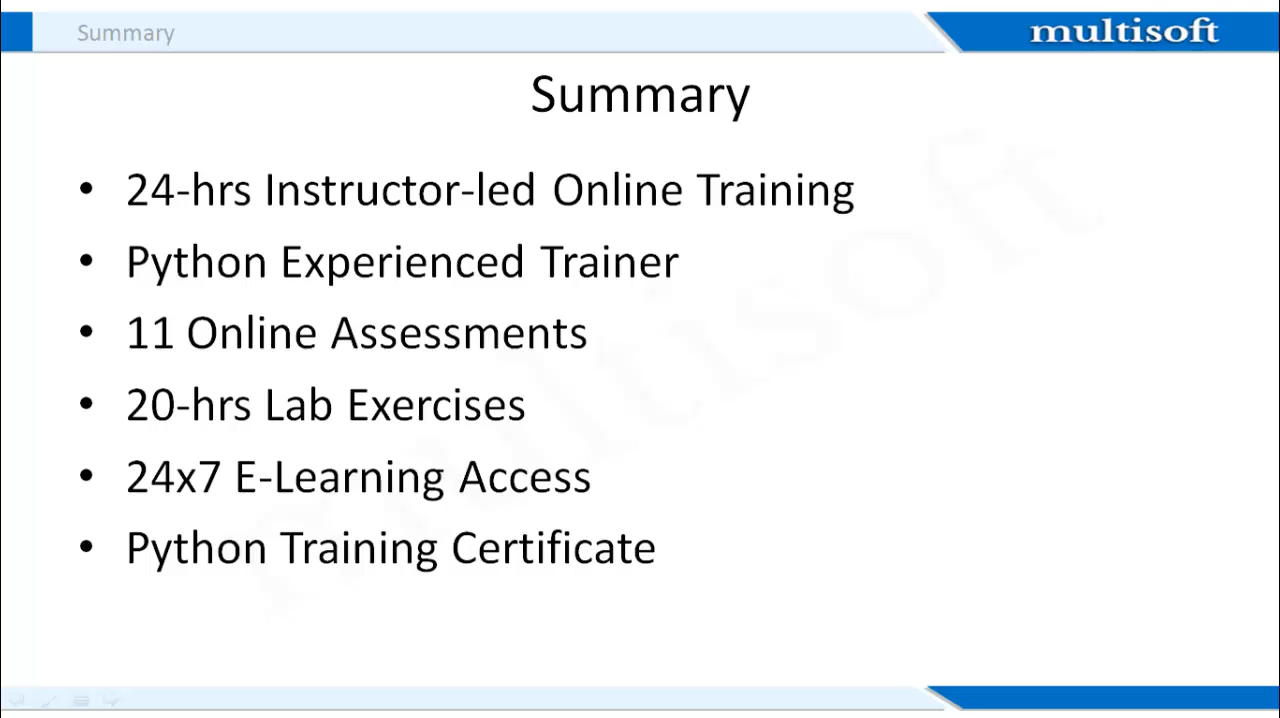 Summary
multisoft
Summary
• 24-hrs Instructor-led Online Training
• Python Experienced Trainer
• 11 Online Assessments
• 20-hrs Lab Exercises
• 24x7 E-Learning Access
• Python Training Certificate
multisoft